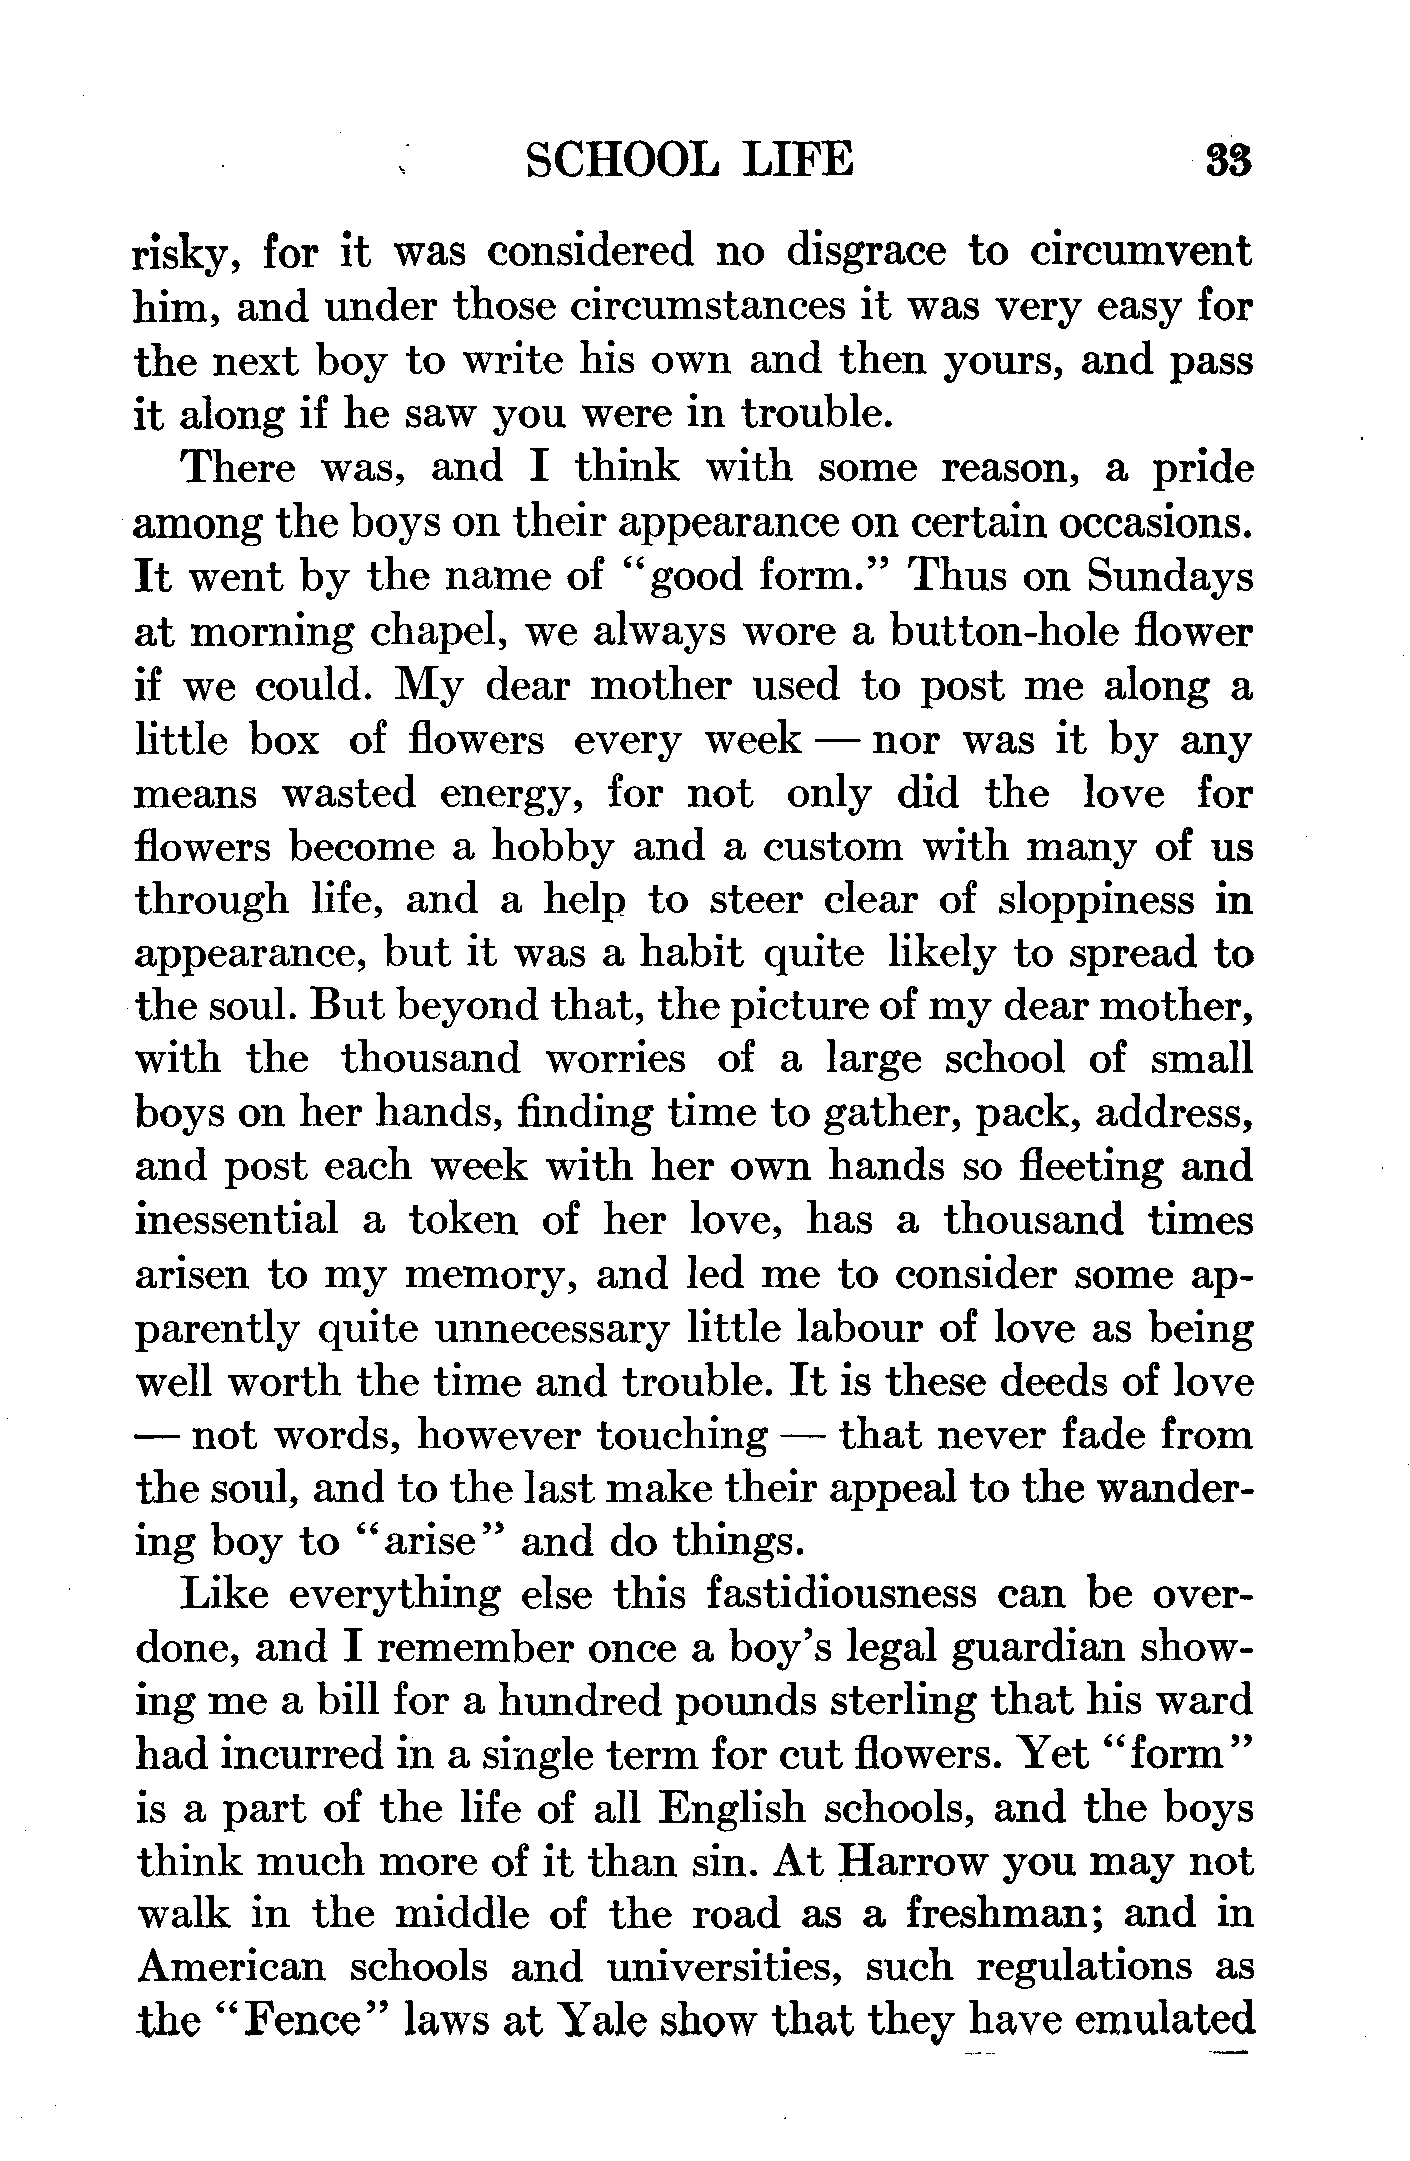 SCHOOL LIFE 33
risky, for it was considered no disgrace to circumvent
him, and under those circumstances it was very easy for
the next boy to write his own and then yours, and pass
it along if he saw you were in trouble.
There was, and I think with some reason, a pride
among the boys on their appearance on certain occasions.
It went by the name of “good form.” Thus on Sundays
at morning chapel, we always wore a button-hole flower
if we could. My dear mother used to post me along a
little box of flowers every week — nor was it by any
means wasted energy, for not only did the love for
flowers become a hobby and a custom with many of us
through life, and a help to steer clear of sloppiness in
appearance, but it was a habit quite likely to spread to
the soul. But beyond that, the picture of my dear mother,
with the thousand worries of a large school of small
boys on her hands, finding time to gather, pack, address,
and post each week with her own hands so fleeting and
inessential a token of her love, has a thousand times
arisen to my memory, and led me to consider some ap-
parently quite unnecessary little labour of love as being
well worth the time and trouble. It is these deeds of love
— not words, however touching — that never fade from
the soul, and to the last make their appeal to the wander-
ing boy to “arise” and do things.
Like everything else this fastidiousness can be over-
done, and I remember once a boy’s legal guardian show-
ing me a bill for a hundred pounds sterling that his ward
had incurred in a single term for cut flowers. Yet “form”
is a part of the life of all English schools, and the boys
think much more of it than sin. At Harrow you may not
walk in the middle of the road as a freshman; and in
American schools and universities, such regulations as
the “Fence” laws at Yale show that they have emulated